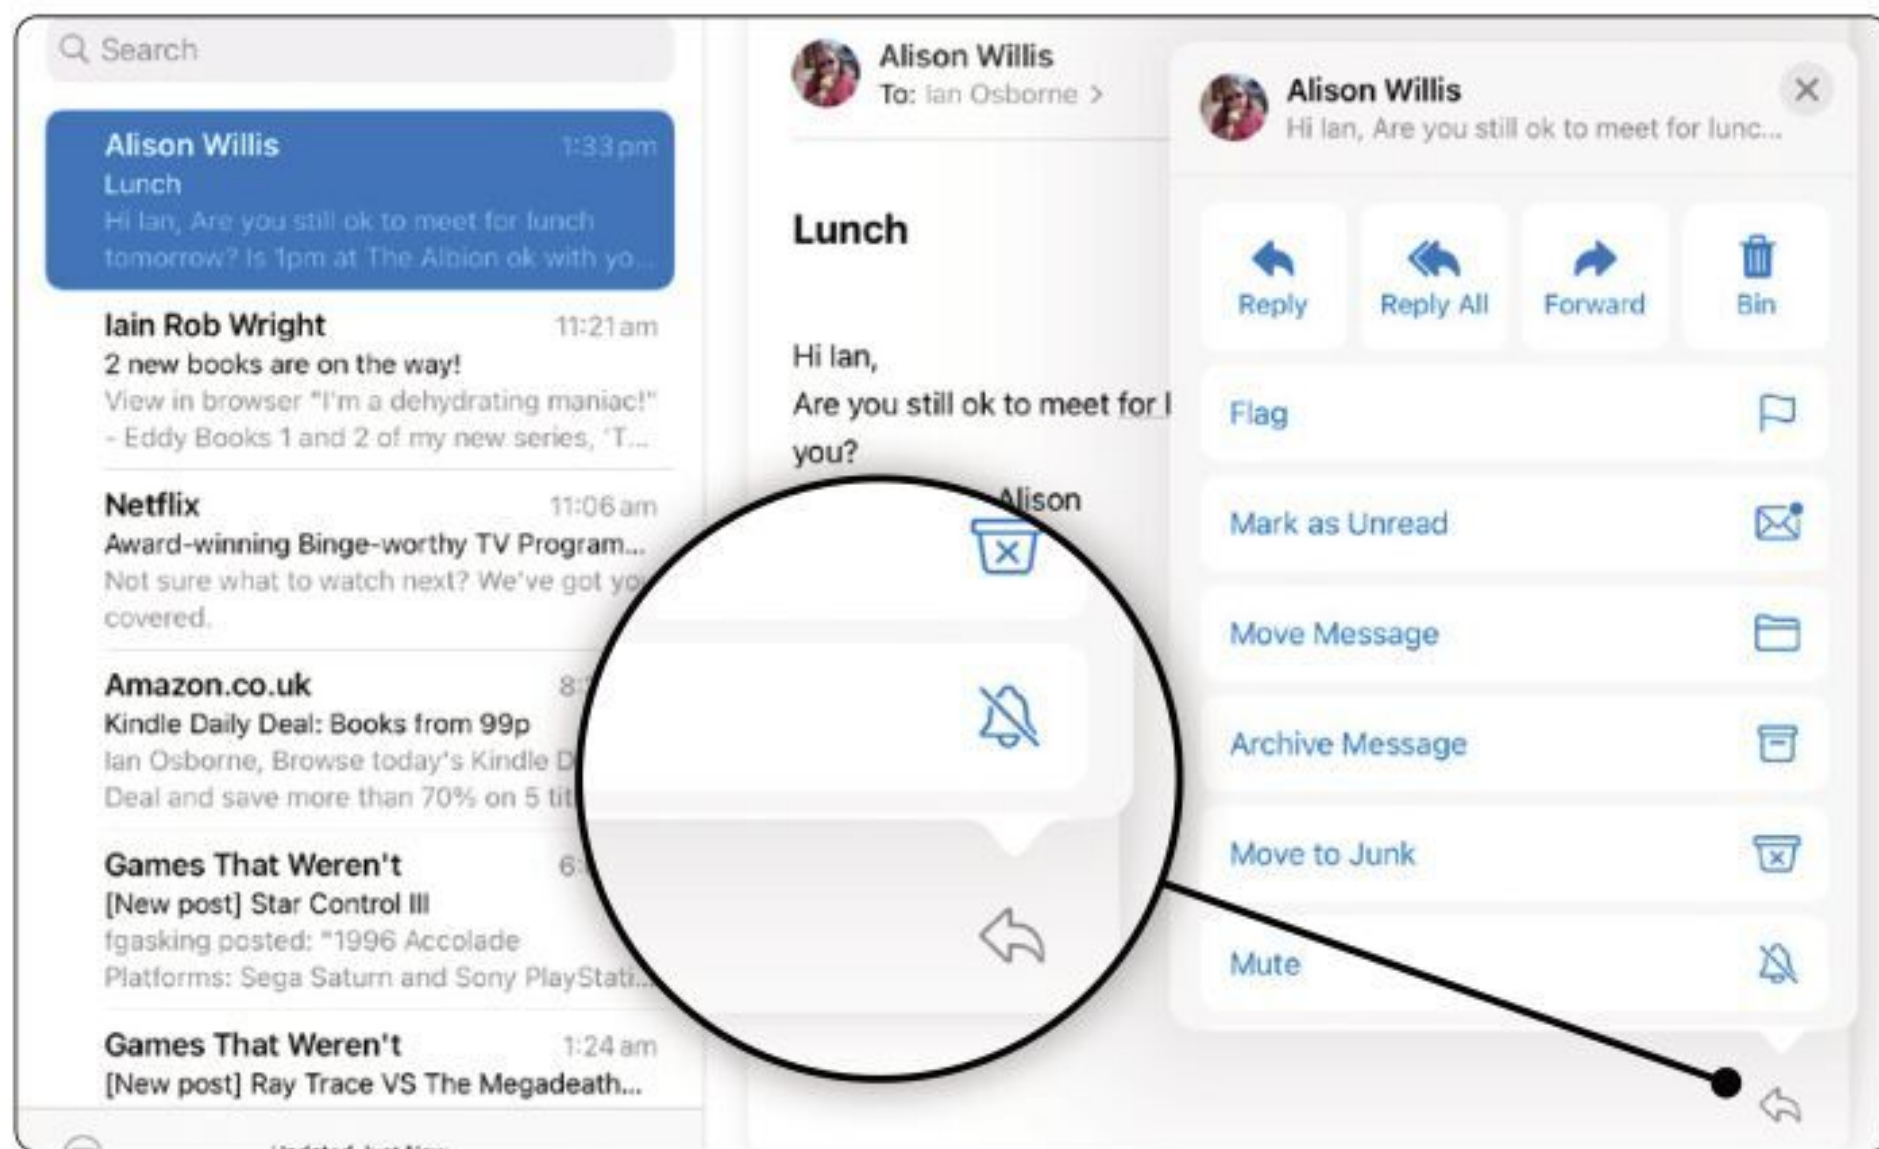 Search
Alison Willis 1:33 pm
Lunch
Hi Ian, Are you still ok to meet for lunch
tomorrow? Is 1pm at The Albion ok with yo...
Iain Rob Wright 11:21 am
2 new books are on the way!
View in browser "I'm a dehydrating maniac!"
- Eddy Books 1 and 2 of my new series, 'T...
Netflix 11:06 am
Award-winning Binge-worthy TV Program...
Not sure what to watch next? We've got yo
covered.
Amazon.co.uk 8:
Kindle Daily Deal: Books from 99p
Ian Osborne, Browse today's Kindle D
Deal and save more than 70% on 5 tit
Games That Weren't 6:
[New post] Star Control III
fgasking posted: "1996 Accolade
Platforms: Sega Saturn and Sony PlayStati...
Games That Weren't 1:24 am
[New post] Ray Trace VS The Megadeath...
Updated Just Now
Alison Willis
To: Ian Osborne >
Lunch
Hi Ian,
Are you still ok to meet for l
you?
Alison
Alison Willis
Hi Ian, Are you still ok to meet for lunc...
Reply
Reply All
Forward
Bin
Flag
Mark as Unread
Move Message
Archive Message
Move to Junk
Mute